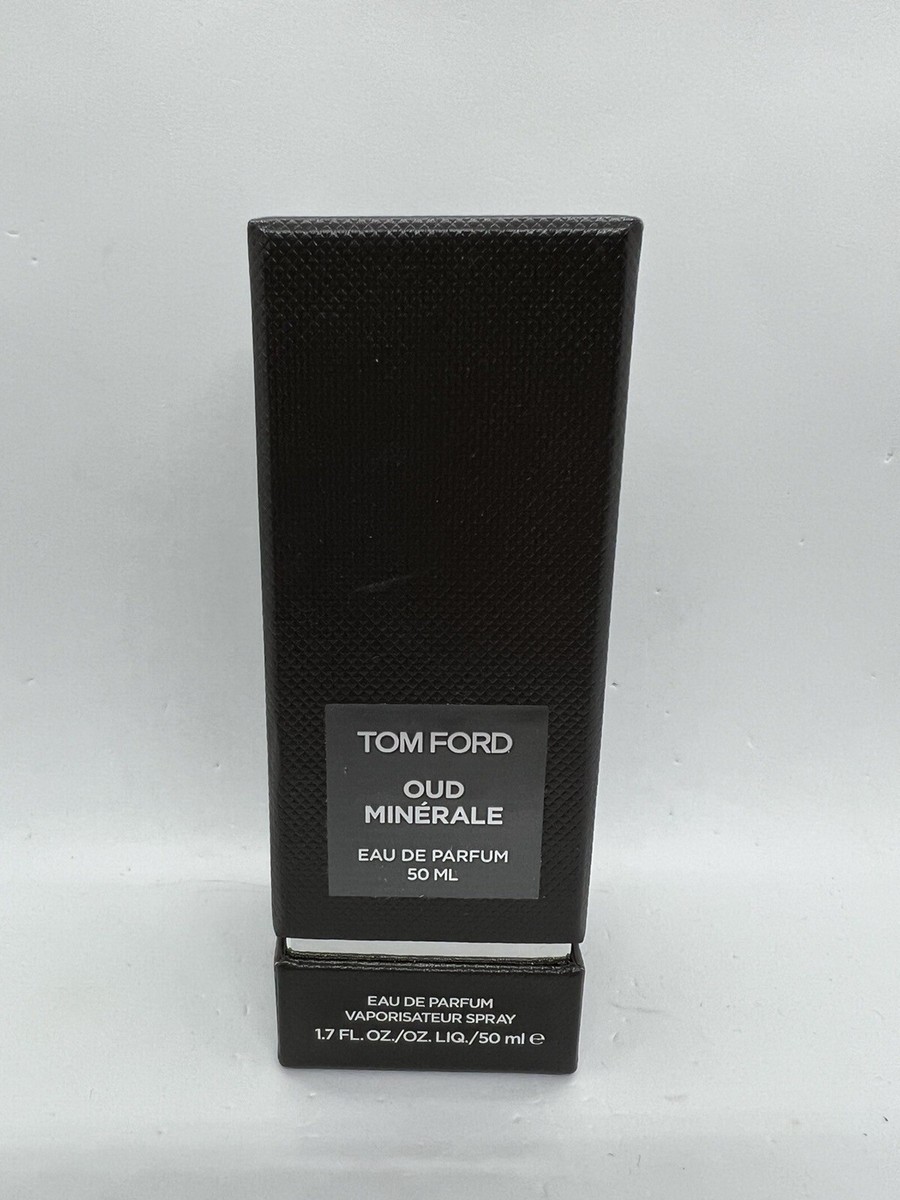 TOM FORD
OUD
MINÉRALE
EAU DE PARFUM
50 ML
EAU DE PARFUM
VAPORISATEUR SPRAY
1.7 FL. OZ./OZ. LIQ./50 ml ℮